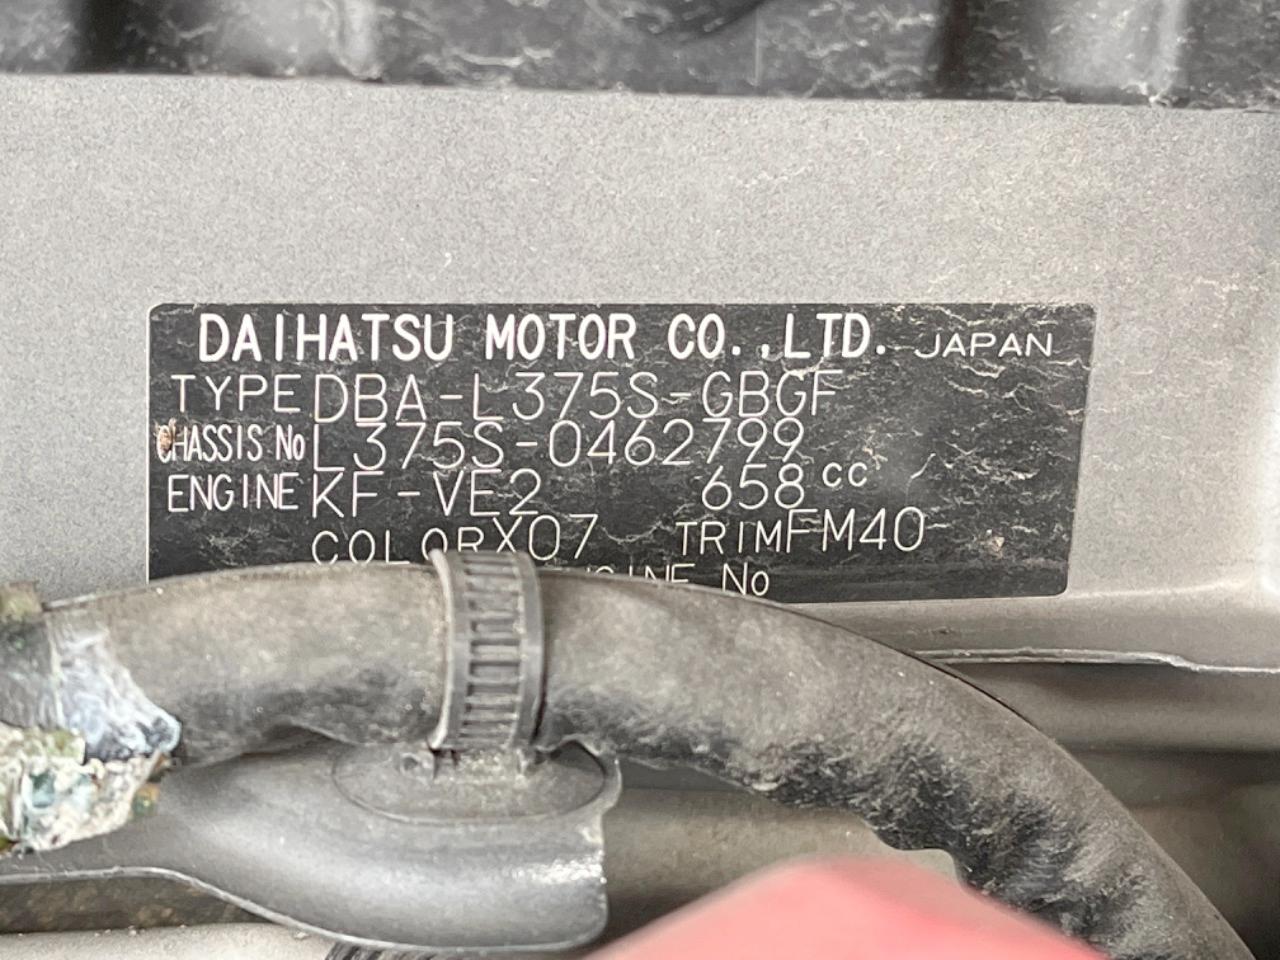 DAIHATSU MOTOR CO.,LTD. JAPAN
TYPE DBA-L375S-GBGF
CHASSIS No L375S-0462799
ENGINE KF-VE2 658cc
COLOR X07 TRIM FM40
No